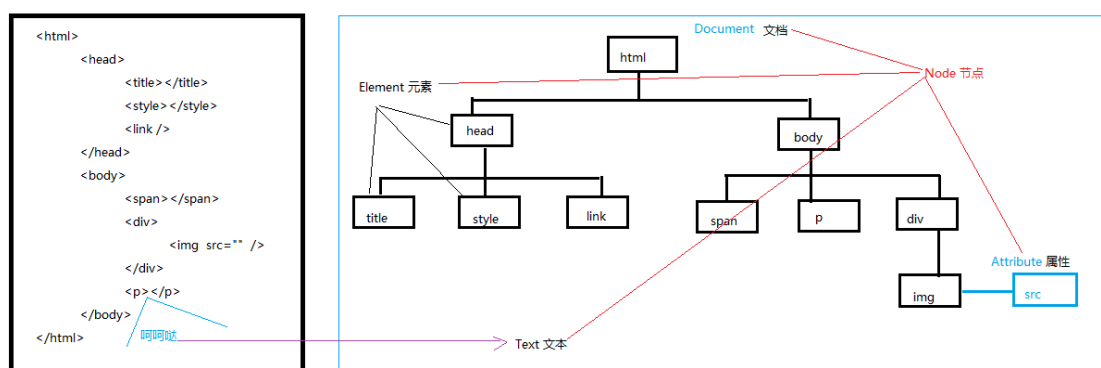 <html>
<head>
<title></title>
<style></style>
<link />
</head>
<body>
<span></span>
<div>
<img src="" />
</div>
<p></p>
</body>
</html>
呵呵哒
Document 文档
html
Node 节点
Element 元素
head
body
title
style
link
span
p
div
Attribute 属性
img
src
Text 文本